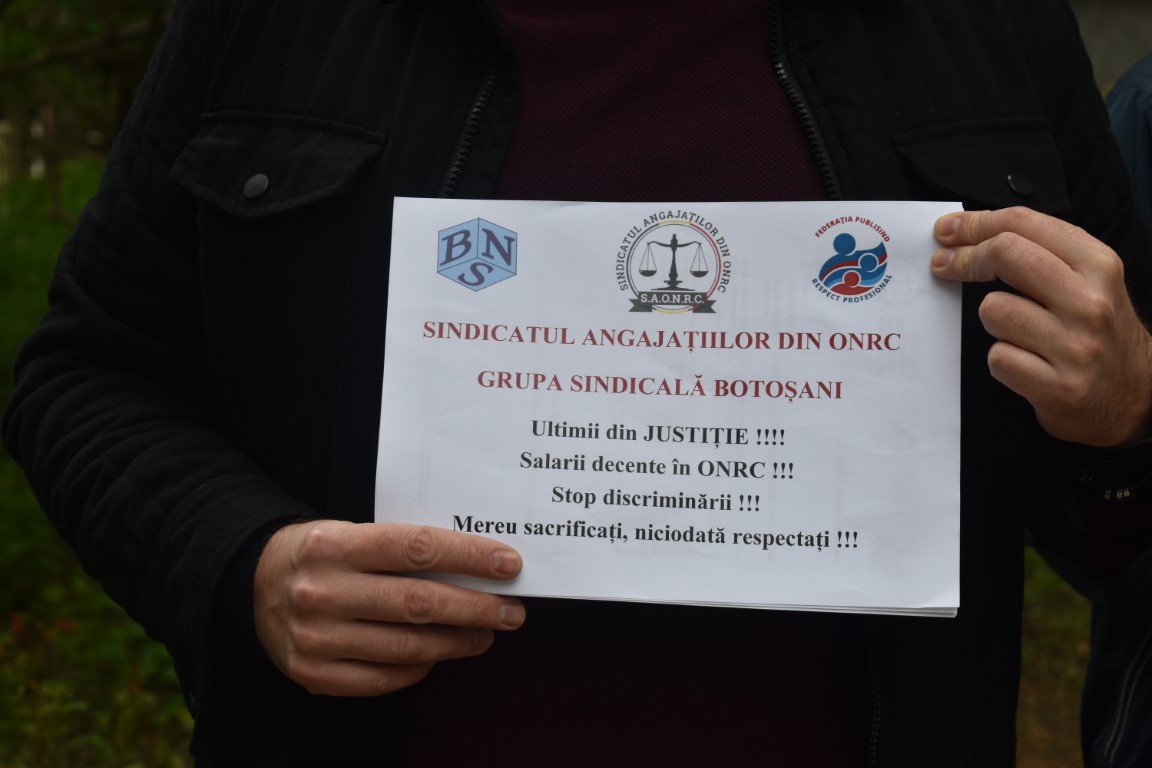 BNS
SINDICATUL ANGAJAȚILOR DIN ONRC
S.A.O.N.R.C.
FEDERAȚIA PUBLISIND
RESPECT PROFESIONAL
SINDICATUL ANGAJAȚIILOR DIN ONRC
GRUPA SINDICALĂ BOTOȘANI
Ultimii din JUSTIȚIE !!!!
Salarii decente în ONRC !!!
Stop discriminării !!!
Mereu sacrificați, niciodată respectați !!!